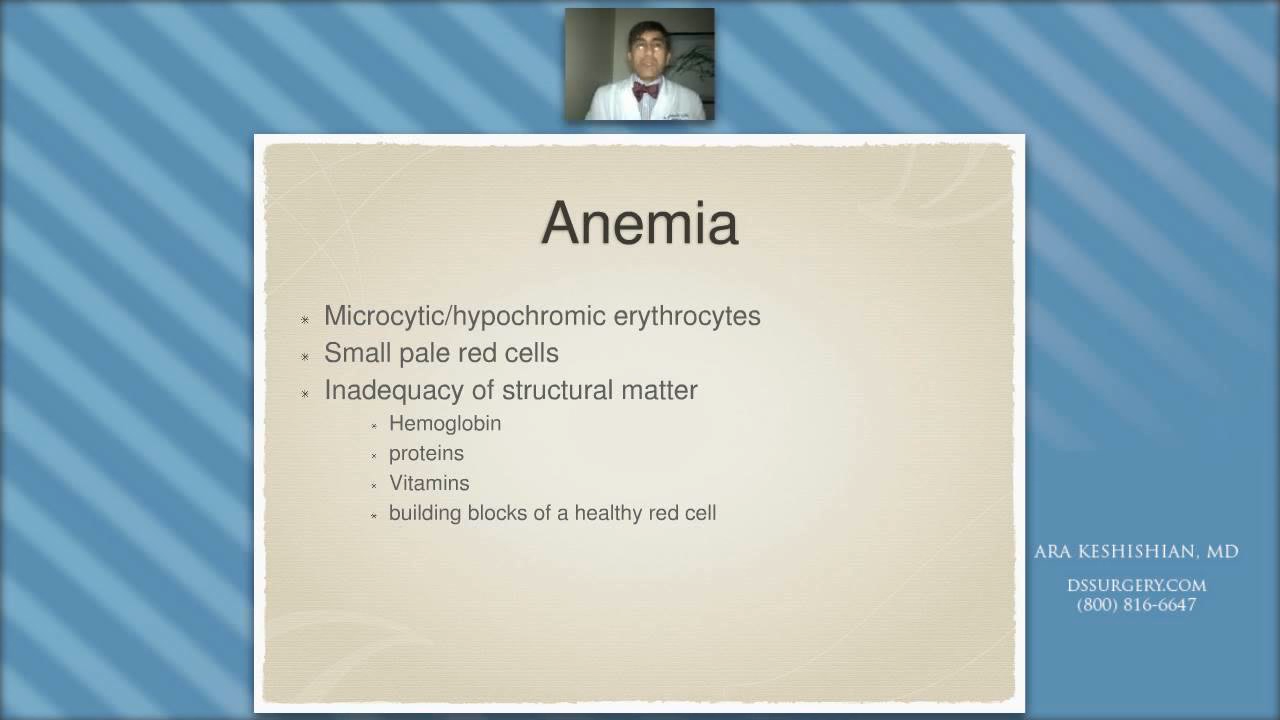 Anemia
Microcytic/hypochromic erythrocytes
Small pale red cells
Inadequacy of structural matter
Hemoglobin
proteins
Vitamins
building blocks of a healthy red cell
ARA KESHISHIAN, MD
DSSURGERY.COM
(800) 816-6647